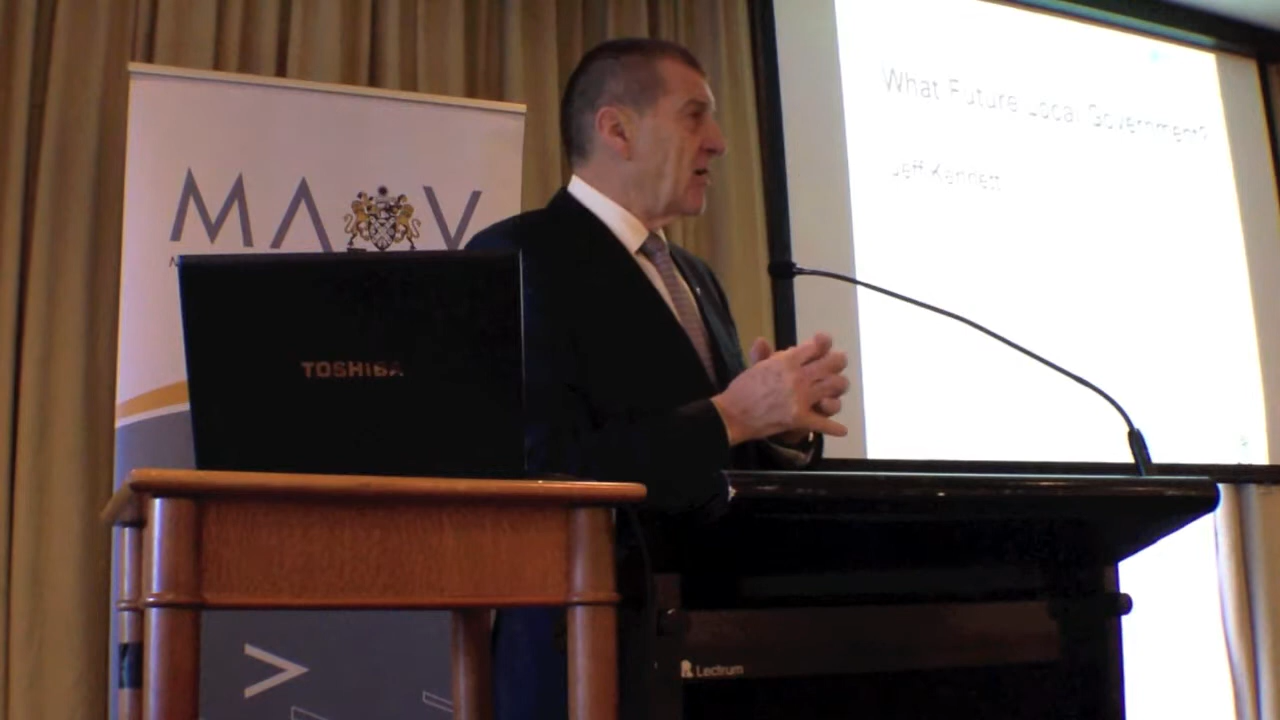 What Future Local Government?
Jeff Kennett
MAV
TOSHIBA
Lectrum